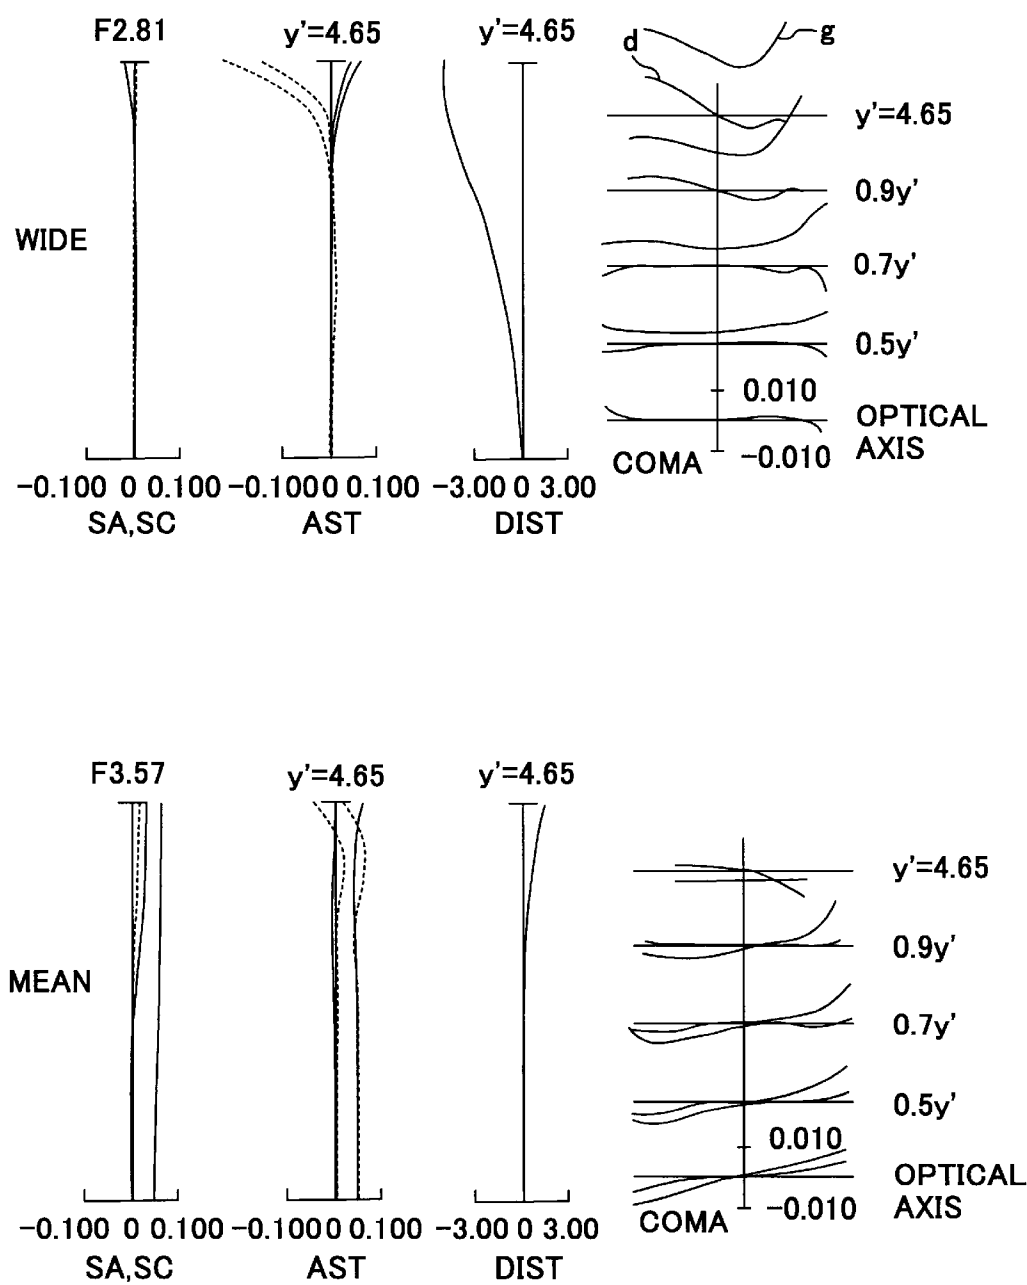 F2.81
y'=4.65
y'=4.65
d
g
y'=4.65
0.9y'
WIDE
0.7y'
0.5y'
0.010
OPTICAL
AXIS
COMA
-0.010
-0.100 0 0.100
-0.100 0 0.100
-3.00 0 3.00
SA,SC
AST
DIST
F3.57
y'=4.65
y'=4.65
y'=4.65
0.9y'
MEAN
0.7y'
0.5y'
0.010
OPTICAL
AXIS
COMA
-0.010
-0.100 0 0.100
-0.100 0 0.100
-3.00 0 3.00
SA,SC
AST
DIST